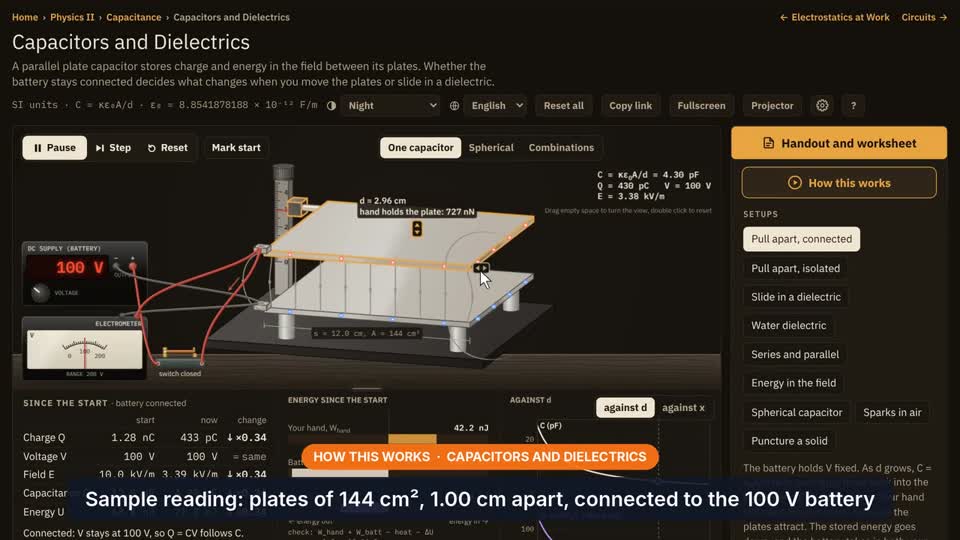 Home › Physics II › Capacitance › Capacitors and Dielectrics
← Electrostatics at Work Circuits →
Capacitors and Dielectrics
A parallel plate capacitor stores charge and energy in the field between its plates. Whether the
battery stays connected decides what changes when you move the plates or slide in a dielectric.
SI units · C = κε₀A/d · ε₀ = 8.8541878188 × 10⁻¹² F/m Night English Reset all Copy link Fullscreen Projector ?
Pause Step Reset Mark start One capacitor Spherical Combinations
Handout and worksheet
How this works
C = κε₀A/d = 4.30 pF
Q = 430 pC V = 100 V
E = 3.38 kV/m
Drag empty space to turn the view, double click to reset
d = 2.96 cm
hand holds the plate: 727 nN
DC SUPPLY (BATTERY)
100 V
VOLTAGE
ELECTROMETER
V
0 100 200
RANGE 200 V
switch closed
s = 12.0 cm, A = 144 cm²
SETUPS
Pull apart, connected
Pull apart, isolated
Slide in a dielectric
Water dielectric
Series and parallel
Energy in the field
Spherical capacitor Sparks in air
Puncture a solid
The battery holds V fixed. As d grows, C =
into the
hand
plates attract. The stored energy goes
SINCE THE START · battery connected
start now change
Charge Q 1.28 nC 433 pC ↓ ×0.34
Voltage V 100 V 100 V = same
Field E 10.0 kV/m 3.39 kV/m ↓ ×0.34
Energy U
Connected: V stays at 100 V, so Q = CV follows C.
ENERGY SINCE THE START
Your hand, W_hand 42.2 nJ
check: W_hand + W_batt − heat − ΔU
AGAINST d
against d against x
C (pF)
20
100
HOW THIS WORKS · CAPACITORS AND DIELECTRICS
Sample reading: plates of 144 cm², 1.00 cm apart, connected to the 100 V battery